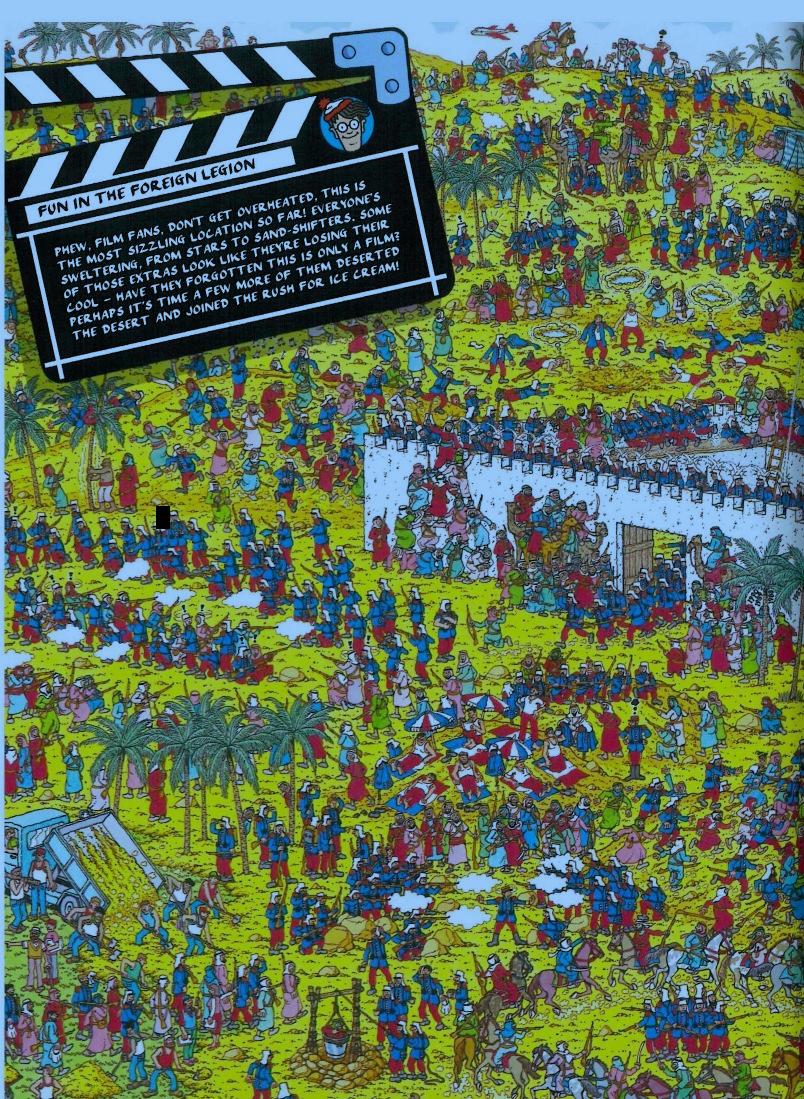 FUN IN THE FOREIGN LEGION
PHEW, FILM FANS, DON'T GET OVERHEATED, THIS IS
THE MOST SIZZLING LOCATION SO FAR! EVERYONE'S
SWELTERING, FROM STARS TO SAND-SHIFTERS. SOME
OF THOSE EXTRAS LOOK LIKE THEY'RE LOSING THEIR
COOL – HAVE THEY FORGOTTEN THIS IS ONLY A FILM?
PERHAPS IT'S TIME A FEW MORE OF THEM DESERTED
THE DESERT AND JOINED THE RUSH FOR ICE CREAM!